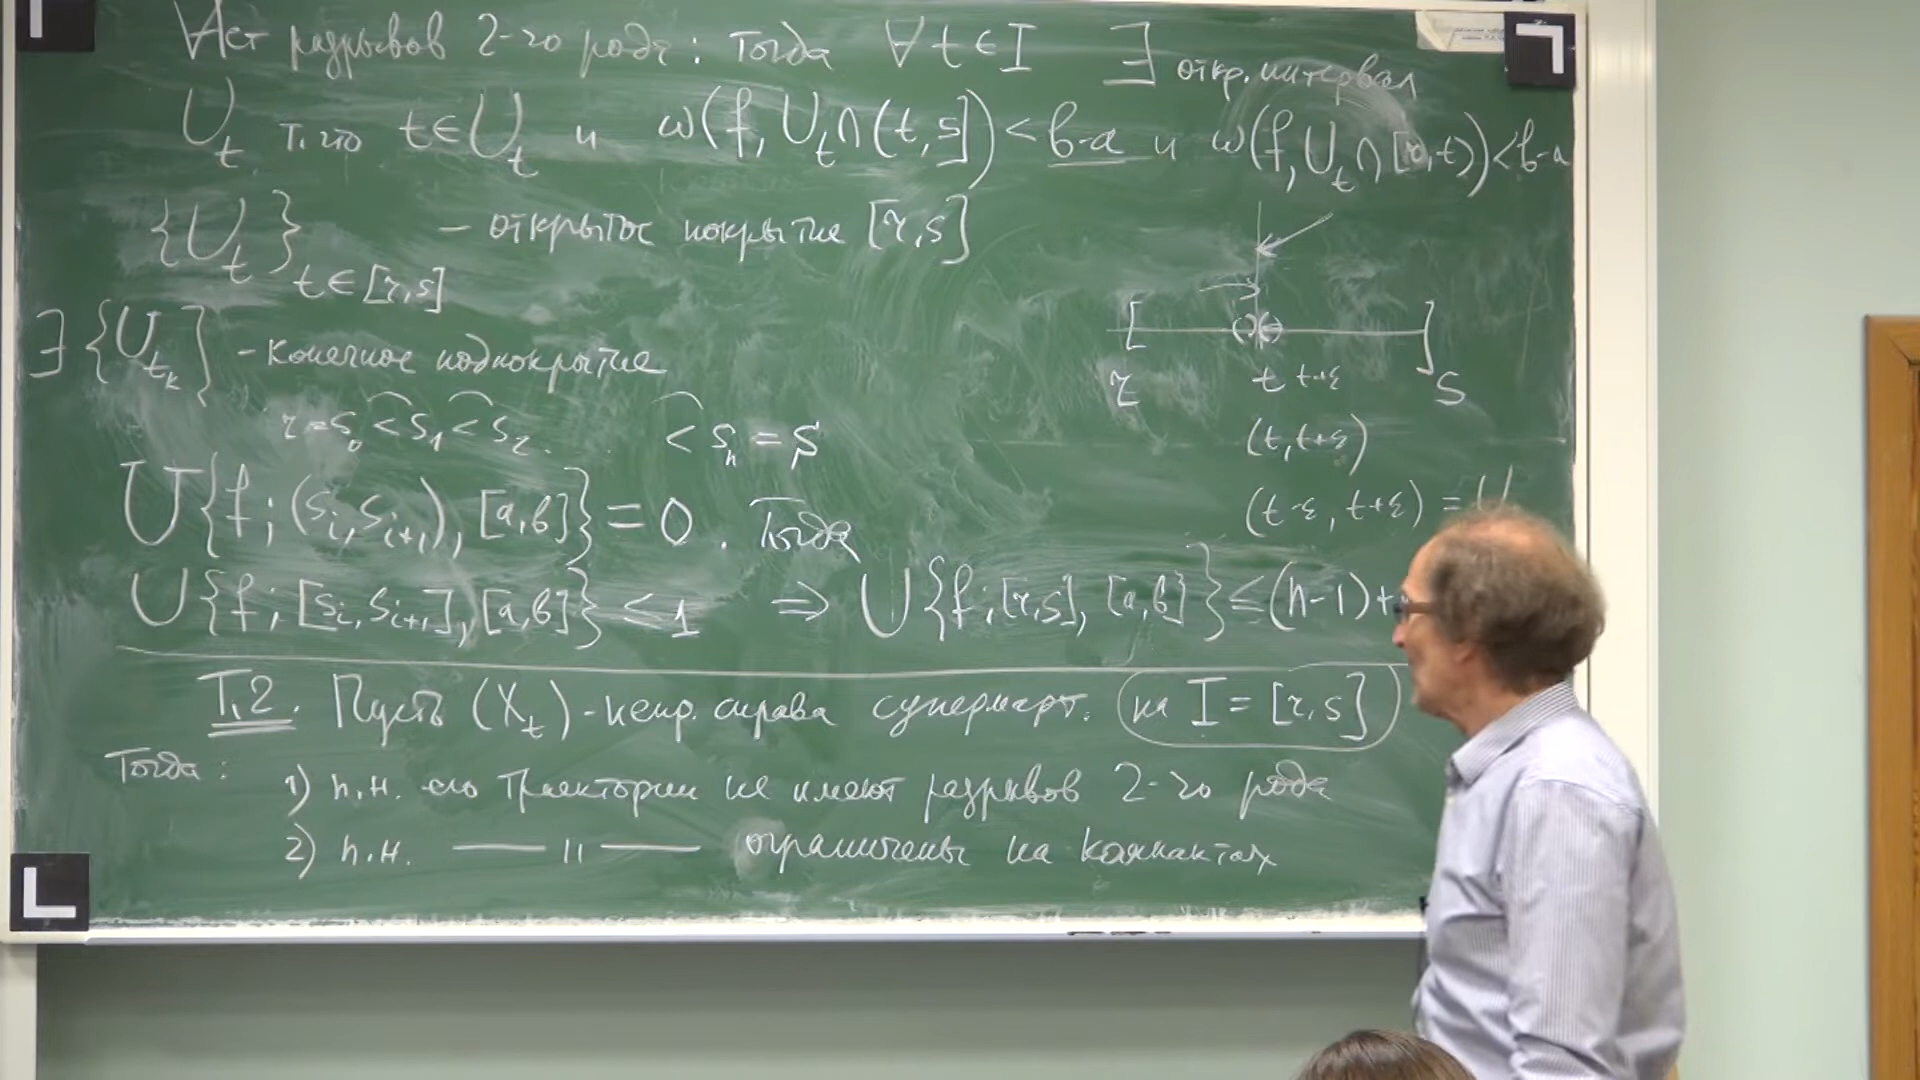 ∀ t ∈ I ∃ откр. интервал
нет разрывов 2-го рода: Тогда
U_t т.что t ∈ U_t и ω(f, U_t ∩ (t, s]) < b-a и ω(f, U_t ∩ [r, t)) < b-a
{U_t}_{t ∈ [r,s]} - открытое покрытие [r,s]
∃ {U_{t_k}} - конечное подпокрытие
r = s_0 < s_1 < s_2 . . < s_n = s
U{f; (s_i, s_{i+1}), [a,b]} = 0 . Тогда
U{f; [s_i, s_{i+1}], [a,b]} ≤ 1 ⇒ U{f; [r,s], [a,b]} ≤ (n-1) +
[ ]
r t t+ε s
(t, t+ε)
(t-ε, t+ε) = U
Т.2. Пусть (X_t) - непр. справа супермарт. (на I = [r,s])
Тогда: 1) п.н. его траектории не имеют разрывов 2-го рода
2) п.н. —— 〃 —— ограничены на компактах